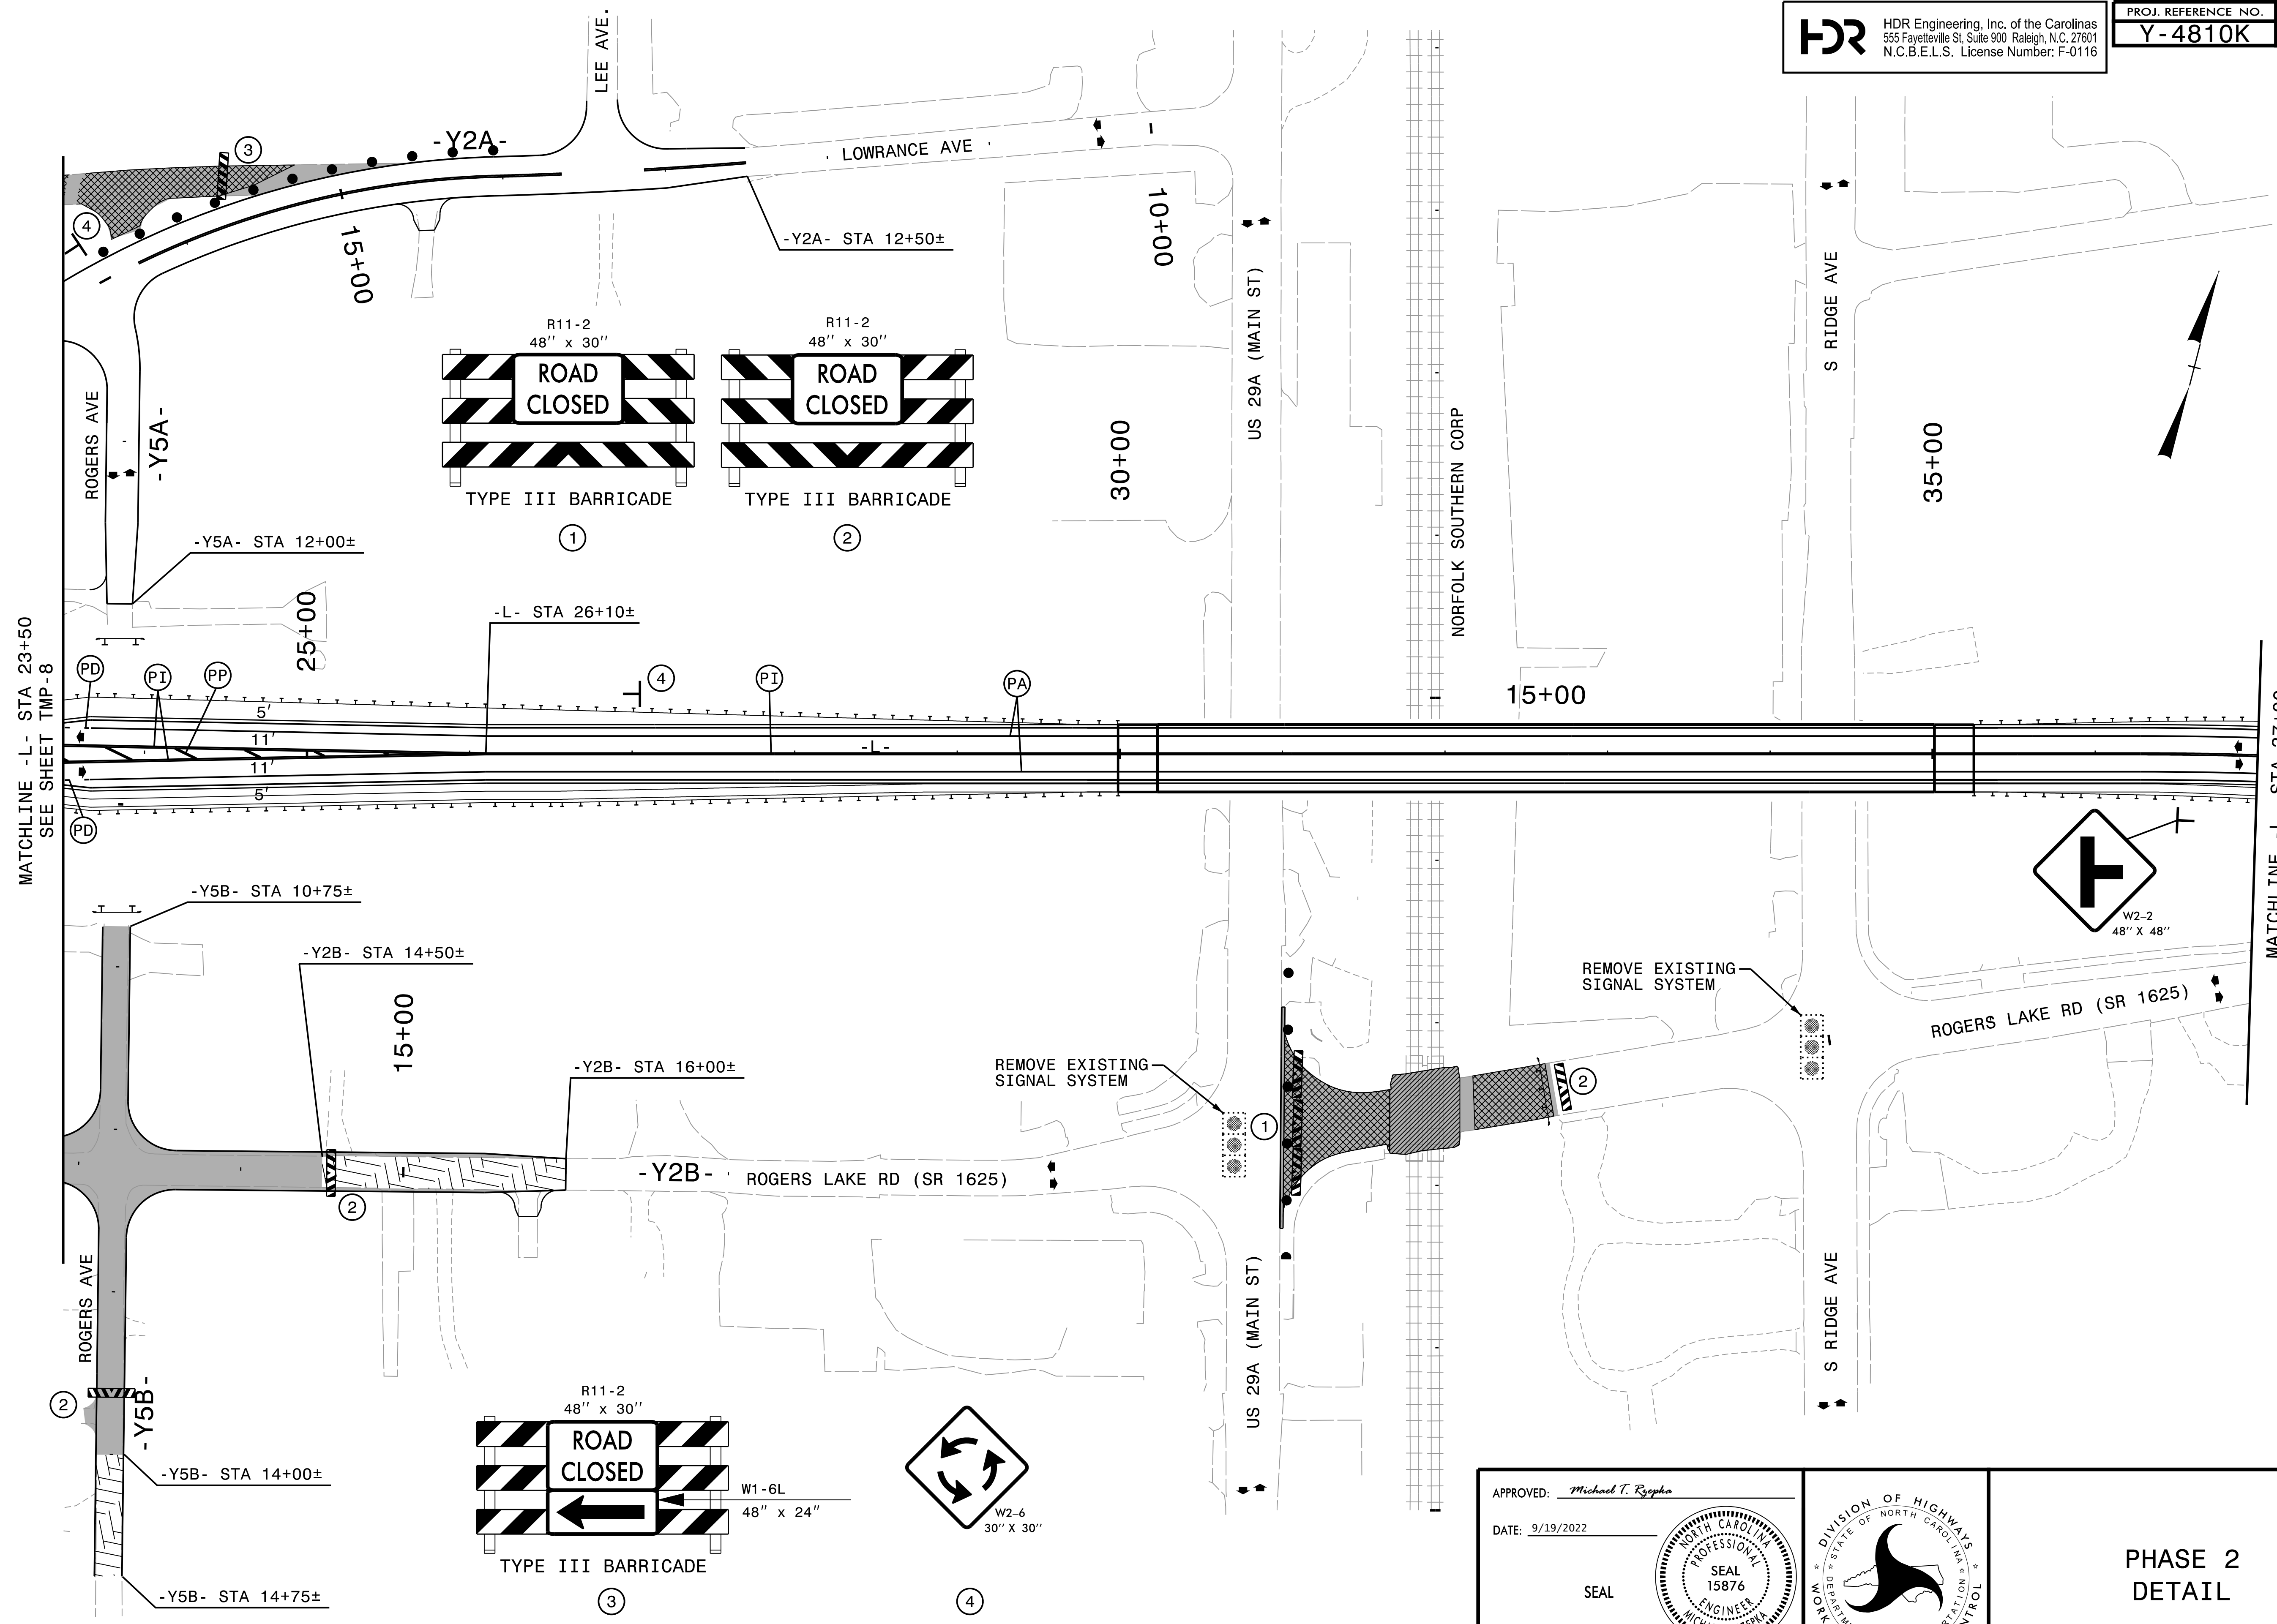 HDR
HDR Engineering, Inc. of the Carolinas
555 Fayetteville St, Suite 900 Raleigh, N.C. 27601
N.C.B.E.L.S. License Number: F-0116
PROJ. REFERENCE NO.
Y-4810K
LEE AVE.
3
-Y2A-
LOWRANCE AVE
4
15+00
-Y2A- STA 12+50±
10+00
US 29A (MAIN ST)
S RIDGE AVE
R11-2
48" x 30"
ROAD
CLOSED
TYPE III BARRICADE
1
R11-2
48" x 30"
ROAD
CLOSED
TYPE III BARRICADE
2
ROGERS AVE
-Y5A-
30+00
NORFOLK SOUTHERN CORP
35+00
-Y5A- STA 12+00±
25+00
-L- STA 26+10±
MATCHLINE -L- STA 23+50
SEE SHEET TMP-8
PD
PI
PP
4
PI
PA
15+00
5'
11'
11'
5'
-L-
PD
W2-2
48" X 48"
-Y5B- STA 10+75±
-Y2B- STA 14+50±
15+00
-Y2B- STA 16+00±
REMOVE EXISTING
SIGNAL SYSTEM
REMOVE EXISTING
SIGNAL SYSTEM
ROGERS LAKE RD (SR 1625)
1
2
2
-Y2B-
ROGERS LAKE RD (SR 1625)
ROGERS AVE
US 29A (MAIN ST)
S RIDGE AVE
2
-Y5B-
-Y5B- STA 14+00±
-Y5B- STA 14+75±
R11-2
48" x 30"
ROAD
CLOSED
W1-6L
48" x 24"
TYPE III BARRICADE
3
W2-6
30" X 30"
4
APPROVED: Michael T. Rzepka
DATE: 9/19/2022
SEAL
NORTH CAROLINA
PROFESSIONAL
SEAL
15876
ENGINEER
DIVISION OF HIGHWAYS
STATE OF NORTH CAROLINA
PHASE 2
DETAIL